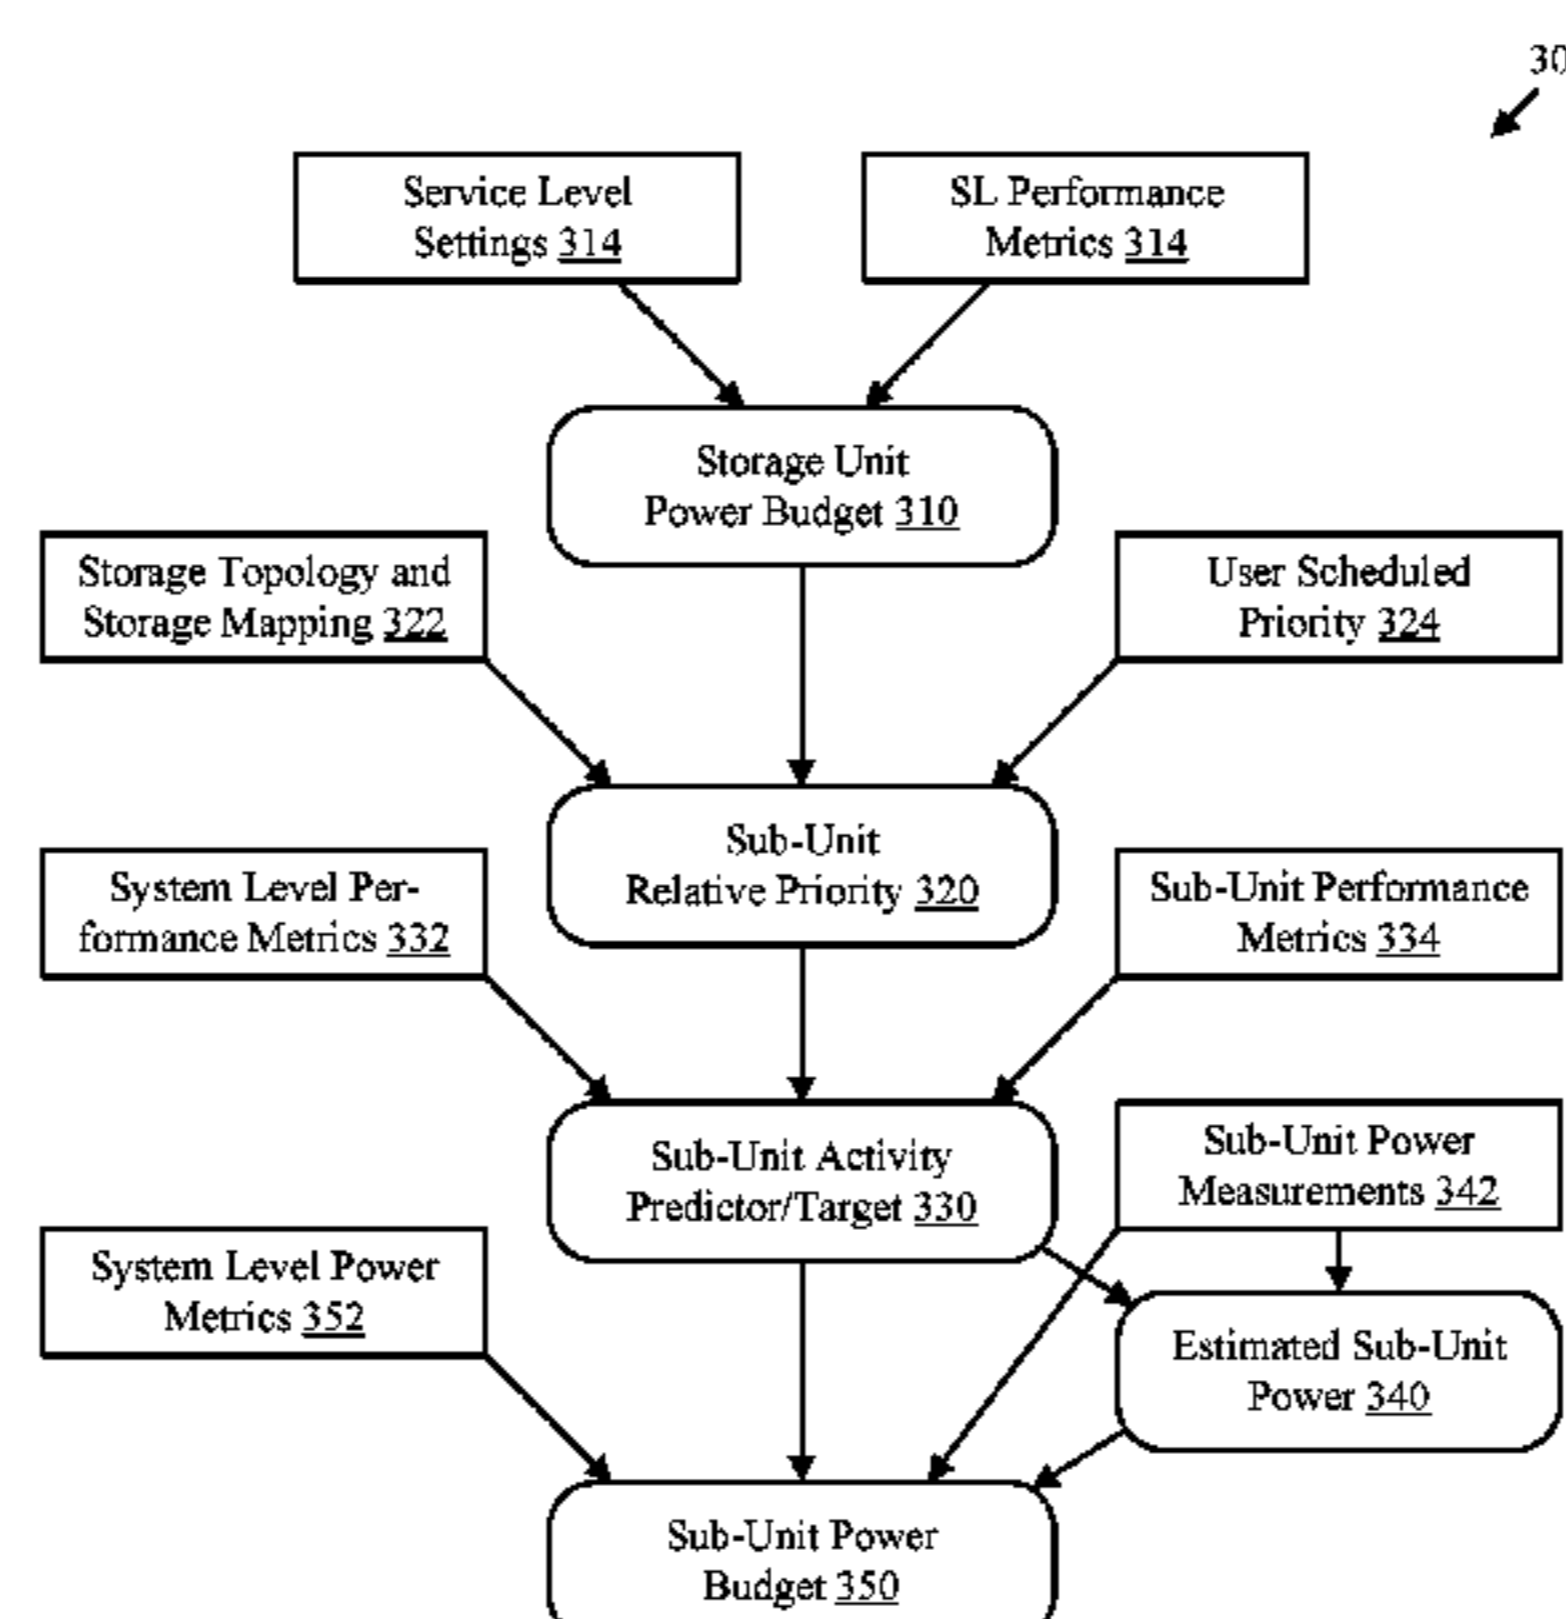 30
Service Level
Settings 314
SL Performance
Metrics 314
Storage Unit
Power Budget 310
Storage Topology and
Storage Mapping 322
User Scheduled
Priority 324
Sub-Unit
Relative Priority 320
System Level Per-
formance Metrics 332
Sub-Unit Performance
Metrics 334
Sub-Unit Activity
Predictor/Target 330
Sub-Unit Power
Measurements 342
System Level Power
Metrics 352
Estimated Sub-Unit
Power 340
Sub-Unit Power
Budget 350